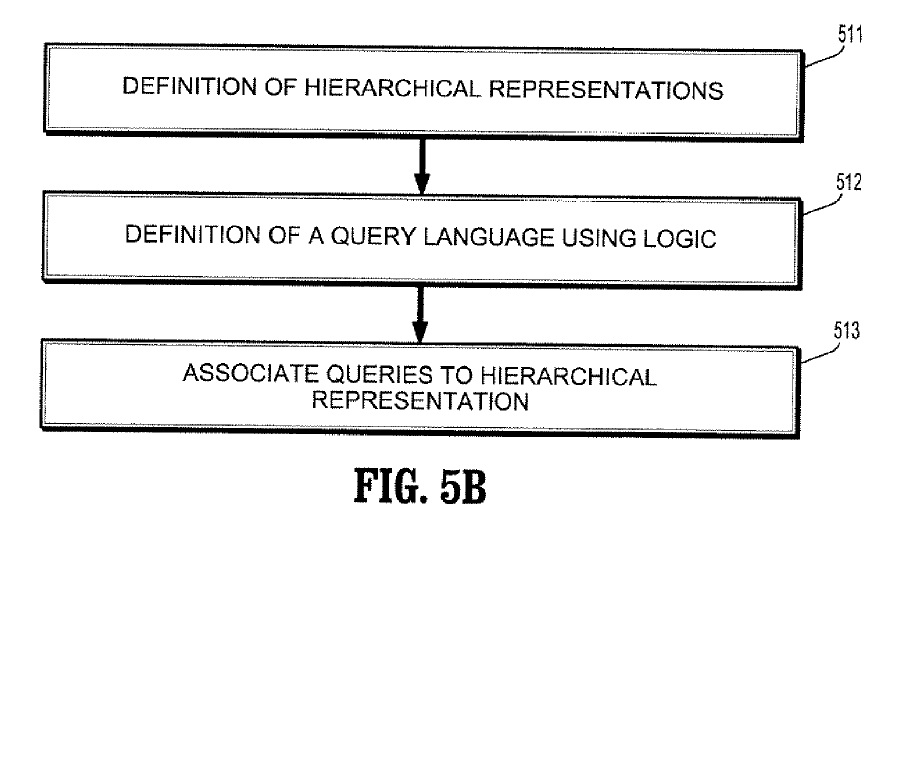 511
DEFINITION OF HIERARCHICAL REPRESENTATIONS
512
DEFINITION OF A QUERY LANGUAGE USING LOGIC
513
ASSOCIATE QUERIES TO HIERARCHICAL
REPRESENTATION
FIG. 5B